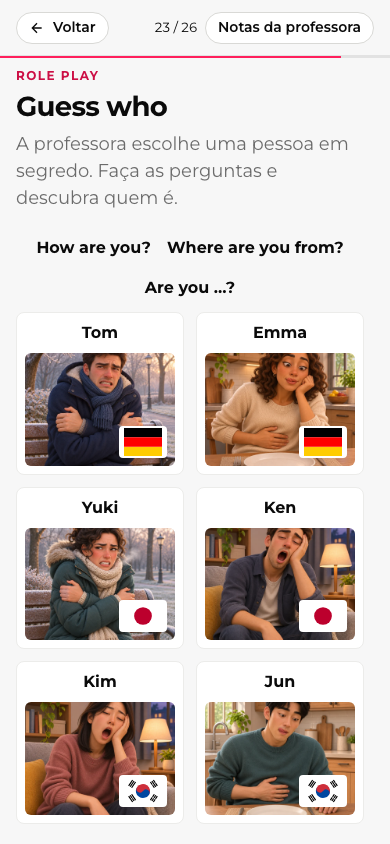 Voltar
23 / 26
Notas da professora
ROLE PLAY
Guess who
A professora escolhe uma pessoa em
segredo. Faça as perguntas e
descubra quem é.
How are you? Where are you from?
Are you ...?
Tom
Emma
Yuki
Ken
Kim
Jun